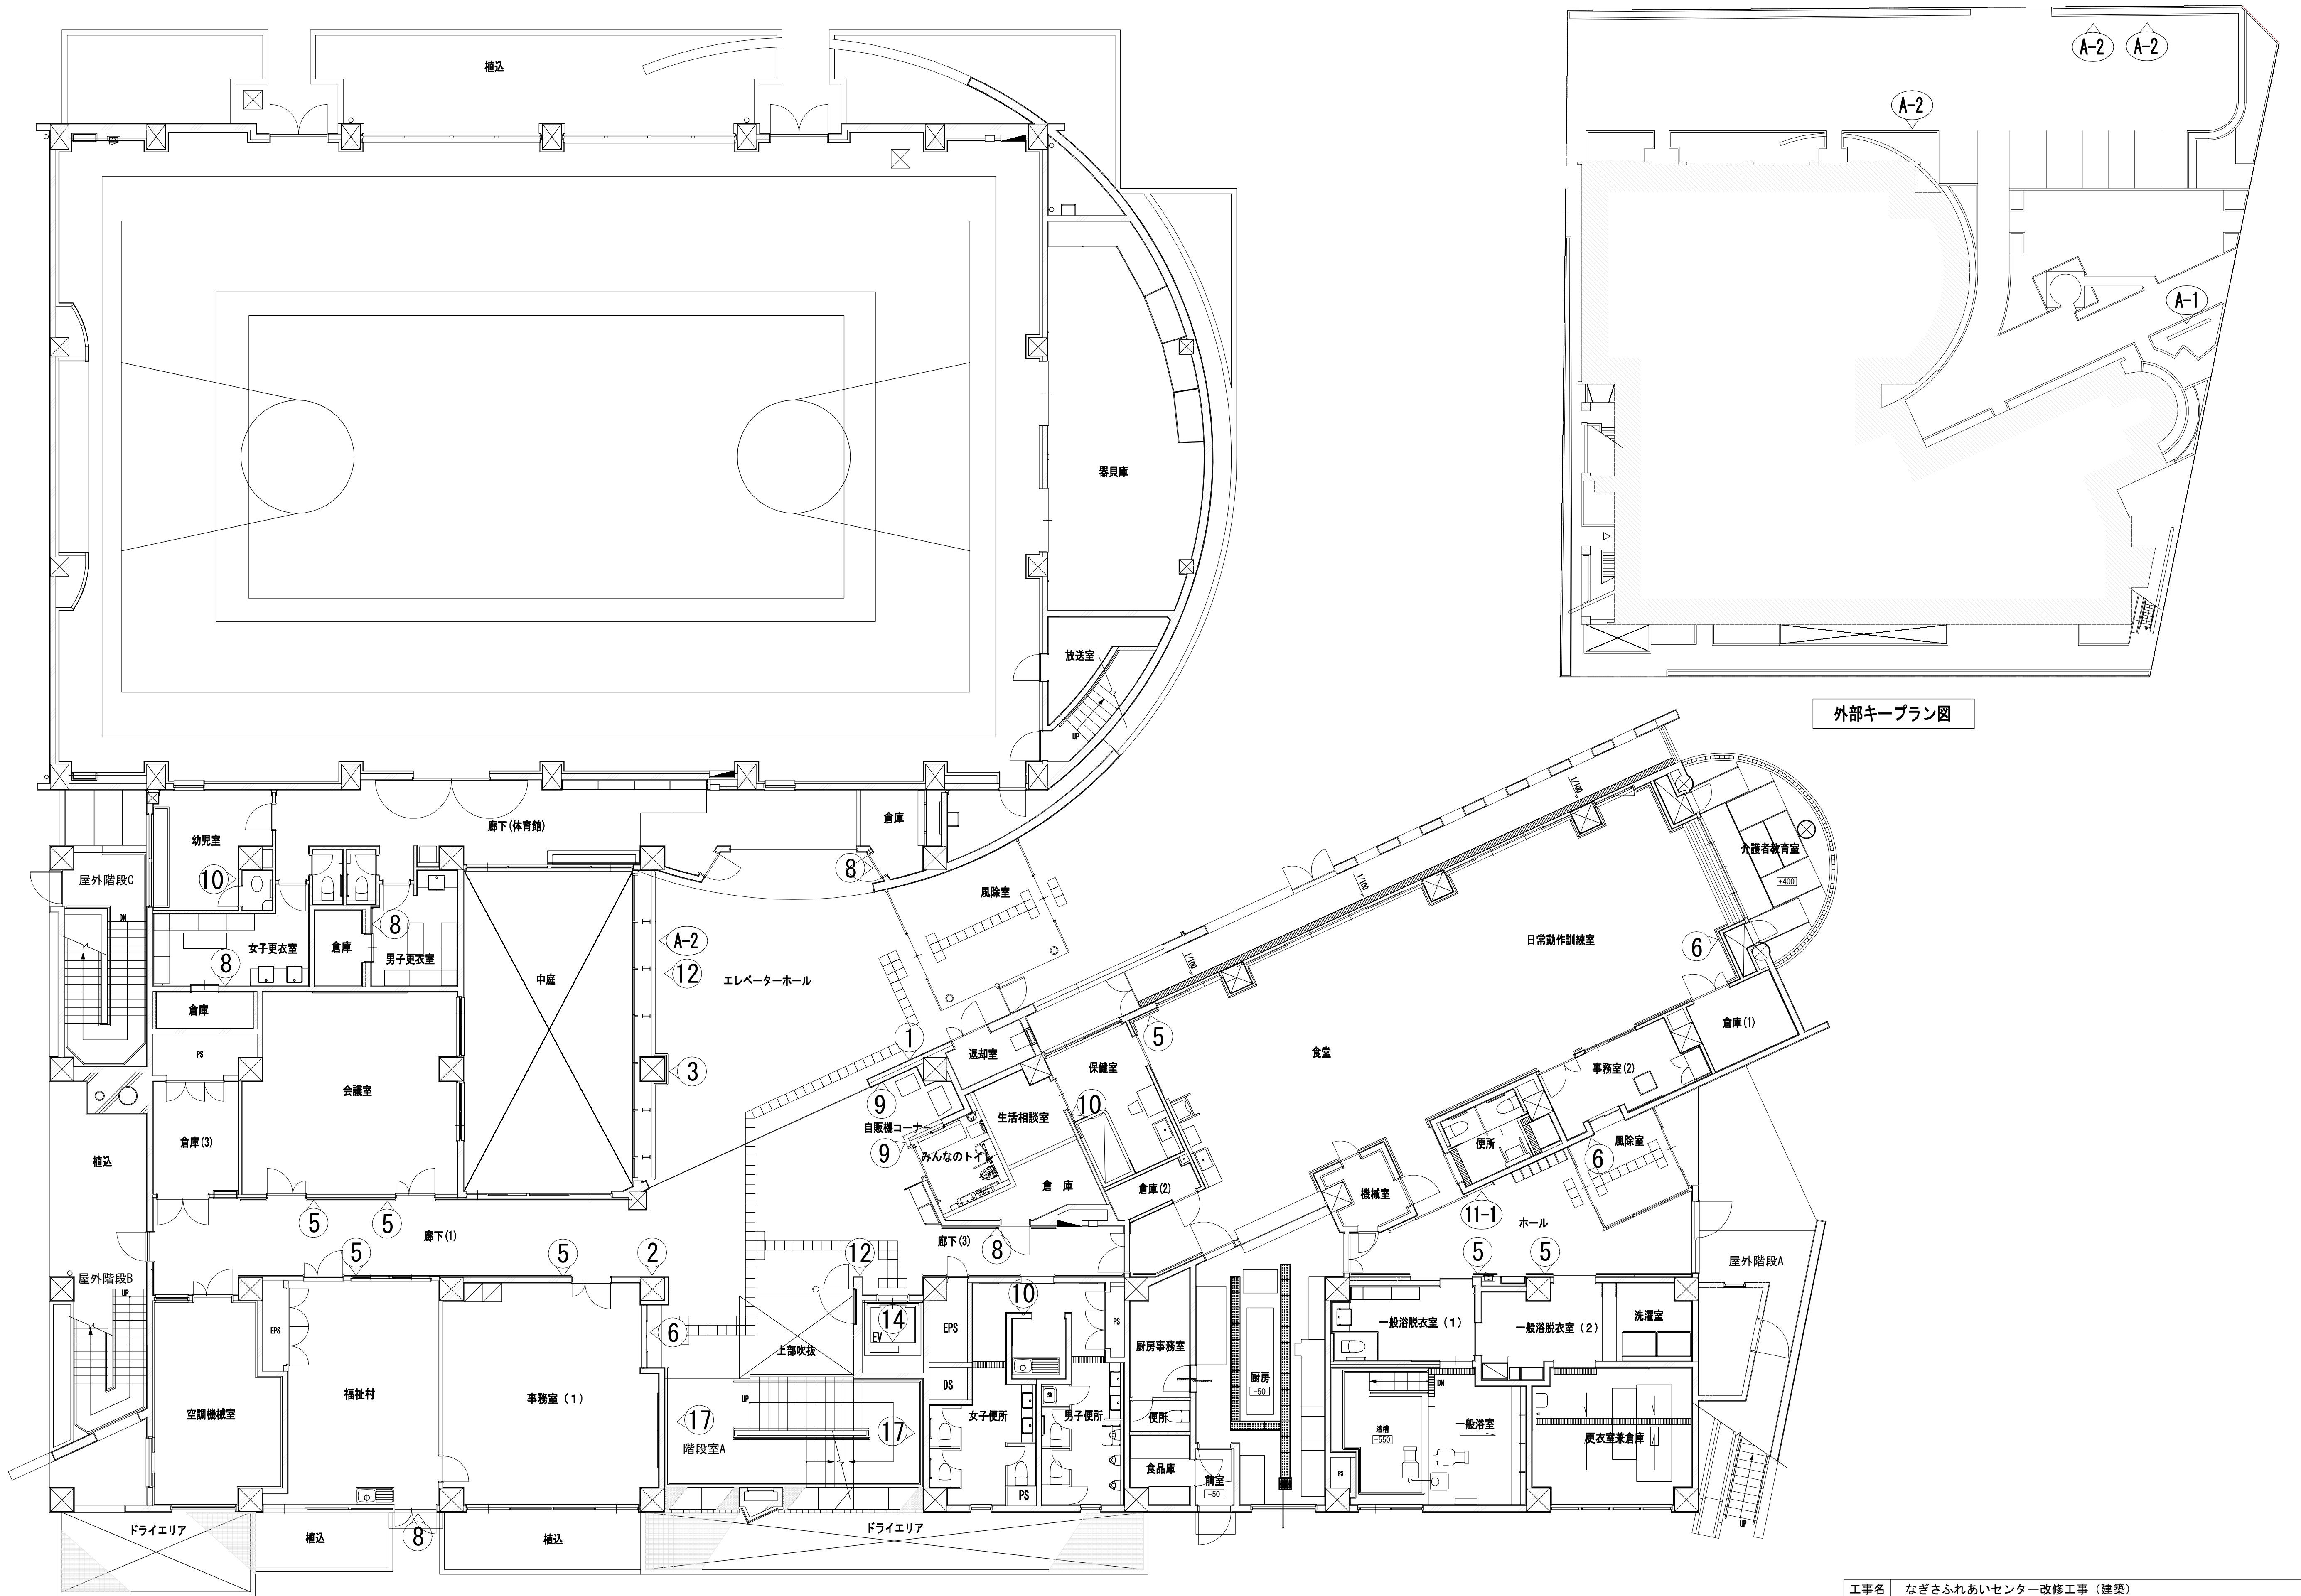 植込
A-2
A-2
A-2
A-1
外部キープラン図
器具庫
放送室
UP
幼児室
廊下(体育館)
倉庫
屋外階段C
10
8
風除室
1/100
1/100
1/100
介護者教育室
+400
DN
女子更衣室
倉庫
8
男子更衣室
8
中庭
A-2
12
エレベーターホール
日常動作訓練室
6
倉庫
PS
会議室
3
1
返却室
保健室
5
食堂
倉庫(1)
事務室(2)
倉庫(3)
植込
9
自販機コーナー
生活相談室
10
9
みんなのトイレ
便所
風除室
6
倉 庫
倉庫(2)
機械室
11-1
ホール
5
5
廊下(1)
5
5
2
12
廊下(3)
8
5
5
屋外階段A
屋外階段B
UP
EPS
6
上部吹抜
EV
14
EPS
10
PS
厨房事務室
厨房
-50
一般浴脱衣室(1)
一般浴脱衣室(2)
洗濯室
空調機械室
福祉村
事務室(1)
17
階段室A
UP
17
DS
女子便所
PS
SK
男子便所
便所
食品庫
前室
-50
DN
浴槽
-550
PS
一般浴室
更衣室兼倉庫
UP
ドライエリア
植込
8
植込
ドライエリア
工事名 なぎさふれあいセンター改修工事(建築)